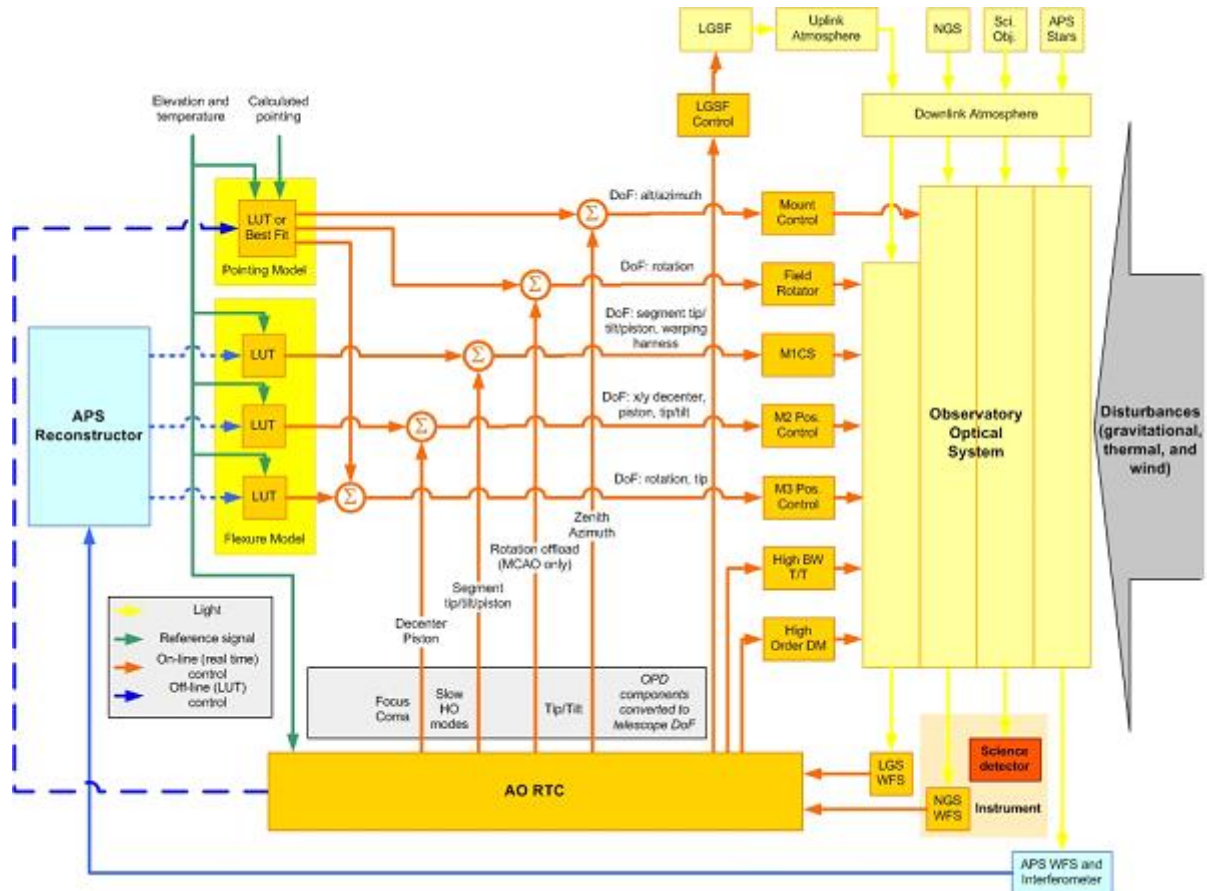 LGSF
Uplink
Atmosphere
NGS
Sci.
Obj.
APS
Stars
Elevation and
temperature
Calculated
pointing
LGSF
Control
Downlink Atmosphere
DoF: alt/azimuth
LUT or
Best Fit
Pointing Model
Σ
Mount
Control
DoF: rotation
Σ
Field
Rotator
DoF: segment tip/
tilt/piston, warping
harness
APS
Reconstructor
LUT
Σ
M1CS
DoF: x/y decenter,
piston, tip/tilt
LUT
Σ
M2 Pos.
Control
Observatory
Optical
System
Disturbances
(gravitational,
thermal, and
wind)
DoF: rotation, tip
LUT
Flexure Model
Σ
M3 Pos.
Control
Zenith
Azimuth
Rotation offload
(MCAO only)
Segment
tip/tilt/piston
Decenter
Piston
High BW
T/T
High
Order DM
Light
Reference signal
On-line (real time)
control
Off-line (LUT)
control
Focus
Coma
Slow
HO
modes
Tip/Tilt
OPD
components
converted to
telescope DoF
AO RTC
LGS
WFS
Science
detector
NGS
WFS
Instrument
APS WFS and
Interferometer